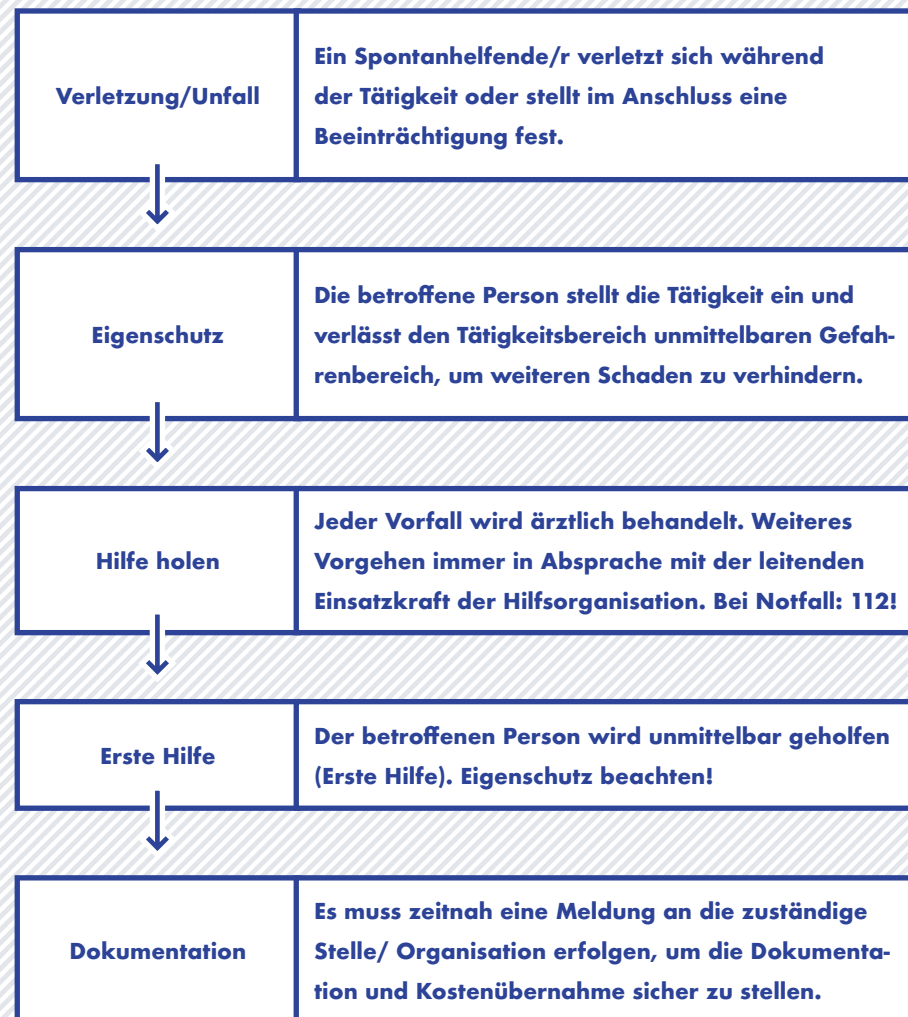 Verletzung/Unfall
Ein Spontanhelfende/r verletzt sich während
der Tätigkeit oder stellt im Anschluss eine
Beeinträchtigung fest.
Eigenschutz
Die betroffene Person stellt die Tätigkeit ein und
verlässt den Tätigkeitsbereich unmittelbaren Gefah-
renbereich, um weiteren Schaden zu verhindern.
Hilfe holen
Jeder Vorfall wird ärztlich behandelt. Weiteres
Vorgehen immer in Absprache mit der leitenden
Einsatzkraft der Hilfsorganisation. Bei Notfall: 112!
Erste Hilfe
Der betroffenen Person wird unmittelbar geholfen
(Erste Hilfe). Eigenschutz beachten!
Dokumentation
Es muss zeitnah eine Meldung an die zuständige
Stelle/ Organisation erfolgen, um die Dokumenta-
tion und Kostenübernahme sicher zu stellen.